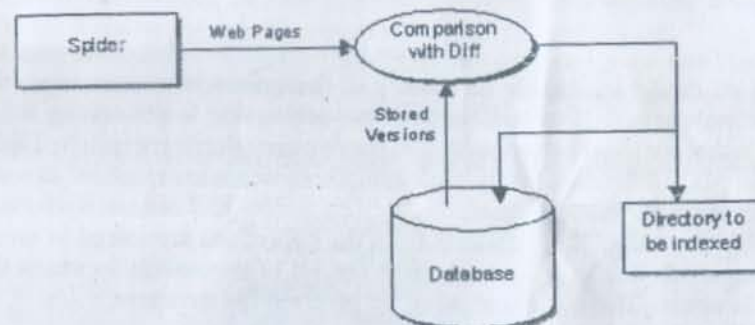 Spider
Web Pages
Comparison
with Diff
Stored
Versions
Database
Directory to
be indexed